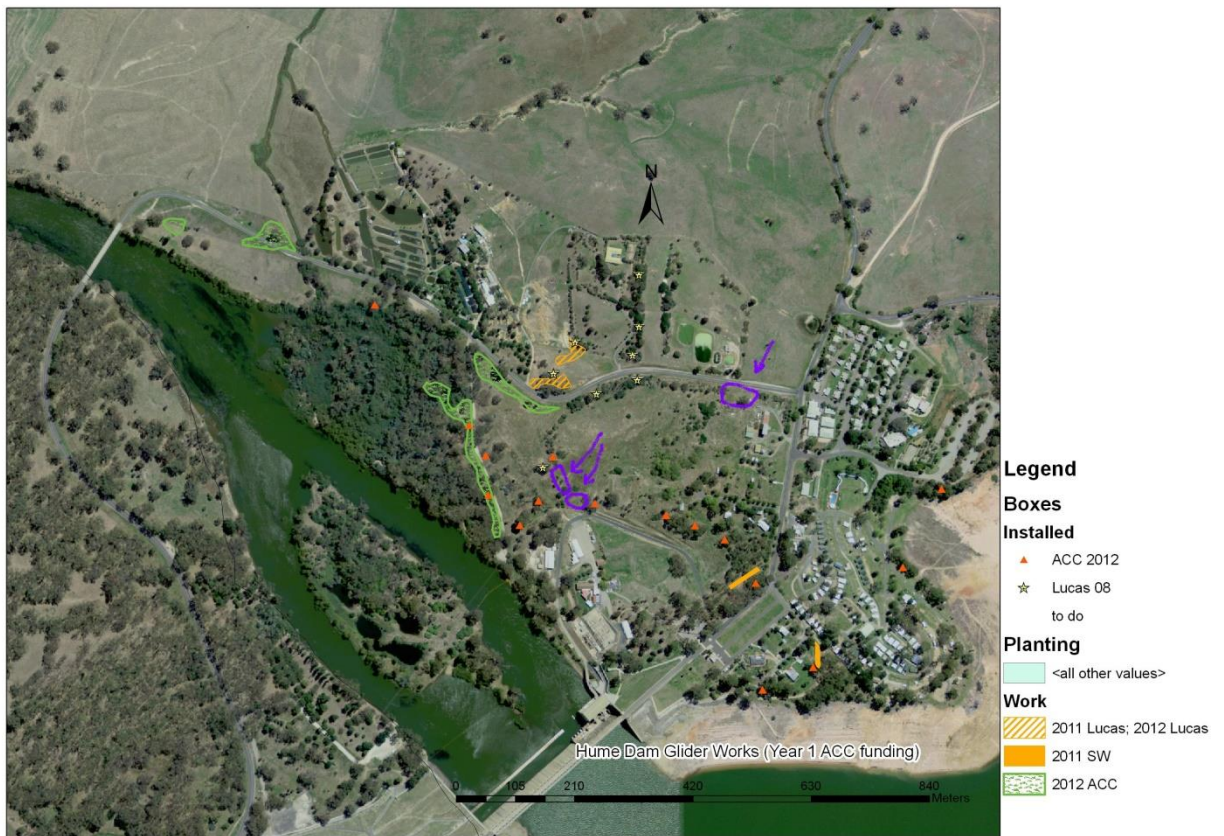 N
Hume Dam Glider Works (Year 1 ACC funding)
0 105 210 420 630 840
Meters
Legend
Boxes
Installed
ACC 2012
Lucas 08
to do
Planting
<all other values>
Work
2011 Lucas; 2012 Lucas
2011 SW
2012 ACC